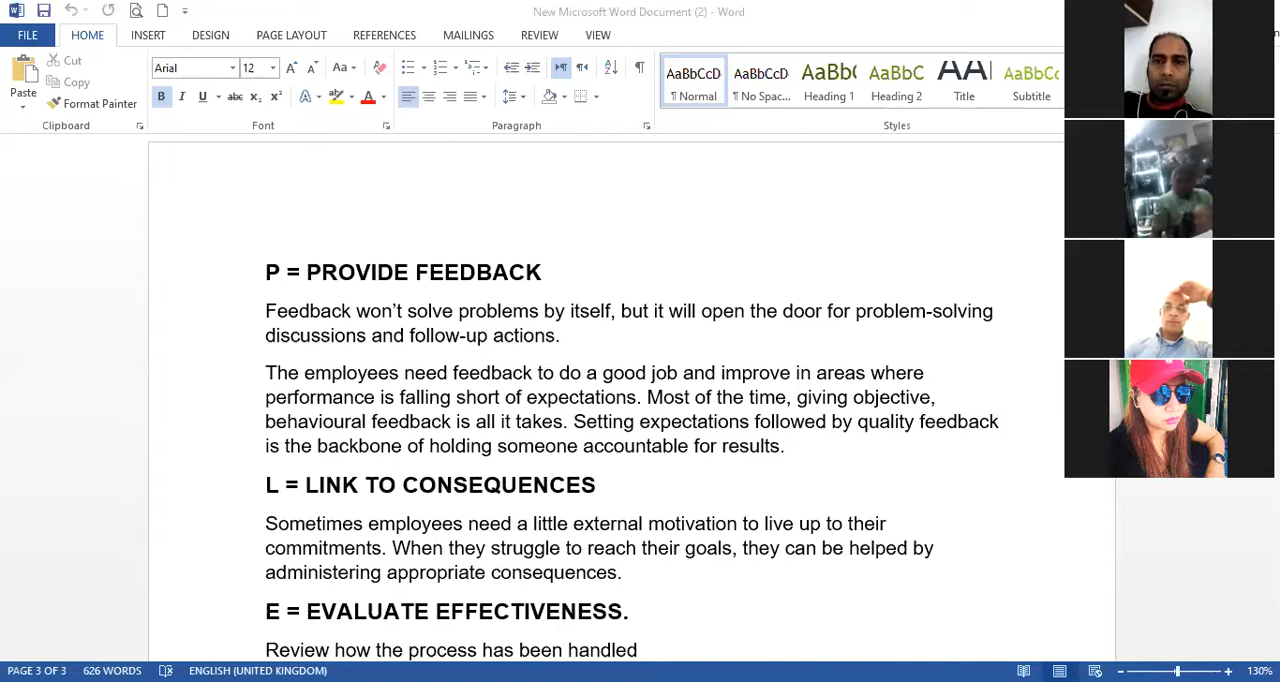 New Microsoft Word Document (2) - Word
FILE HOME INSERT DESIGN PAGE LAYOUT REFERENCES MAILINGS REVIEW VIEW
Paste
Cut
Copy
Format Painter
Clipboard
Arial 12 Aa
B I U abc x₂ x² A A
Font
Paragraph
AaBbCcD AaBbCcD AaBbC AaBbC AA AaBbCc
¶ Normal ¶ No Spac... Heading 1 Heading 2 Title Subtitle
Styles
P = PROVIDE FEEDBACK
Feedback won’t solve problems by itself, but it will open the door for problem-solving
discussions and follow-up actions.
The employees need feedback to do a good job and improve in areas where
performance is falling short of expectations. Most of the time, giving objective,
behavioural feedback is all it takes. Setting expectations followed by quality feedback
is the backbone of holding someone accountable for results.
L = LINK TO CONSEQUENCES
Sometimes employees need a little external motivation to live up to their
commitments. When they struggle to reach their goals, they can be helped by
administering appropriate consequences.
E = EVALUATE EFFECTIVENESS.
Review how the process has been handled
PAGE 3 OF 3 626 WORDS ENGLISH (UNITED KINGDOM) 130%